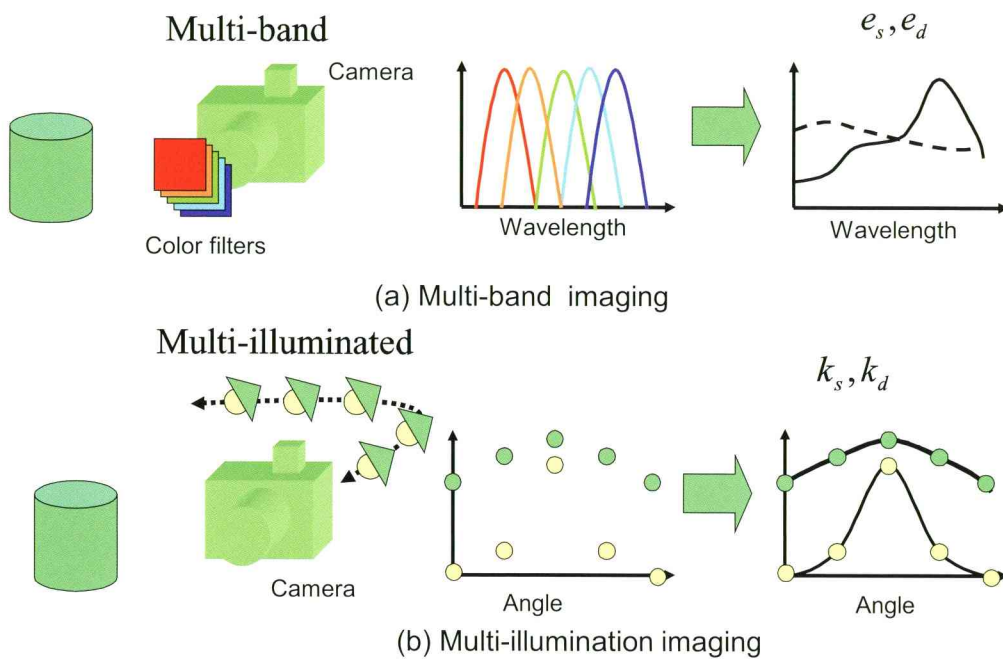 Multi-band
Camera
Color filters
Wavelength
e_s, e_d
Wavelength
(a) Multi-band imaging
Multi-illuminated
Camera
Angle
k_s, k_d
Angle
(b) Multi-illumination imaging